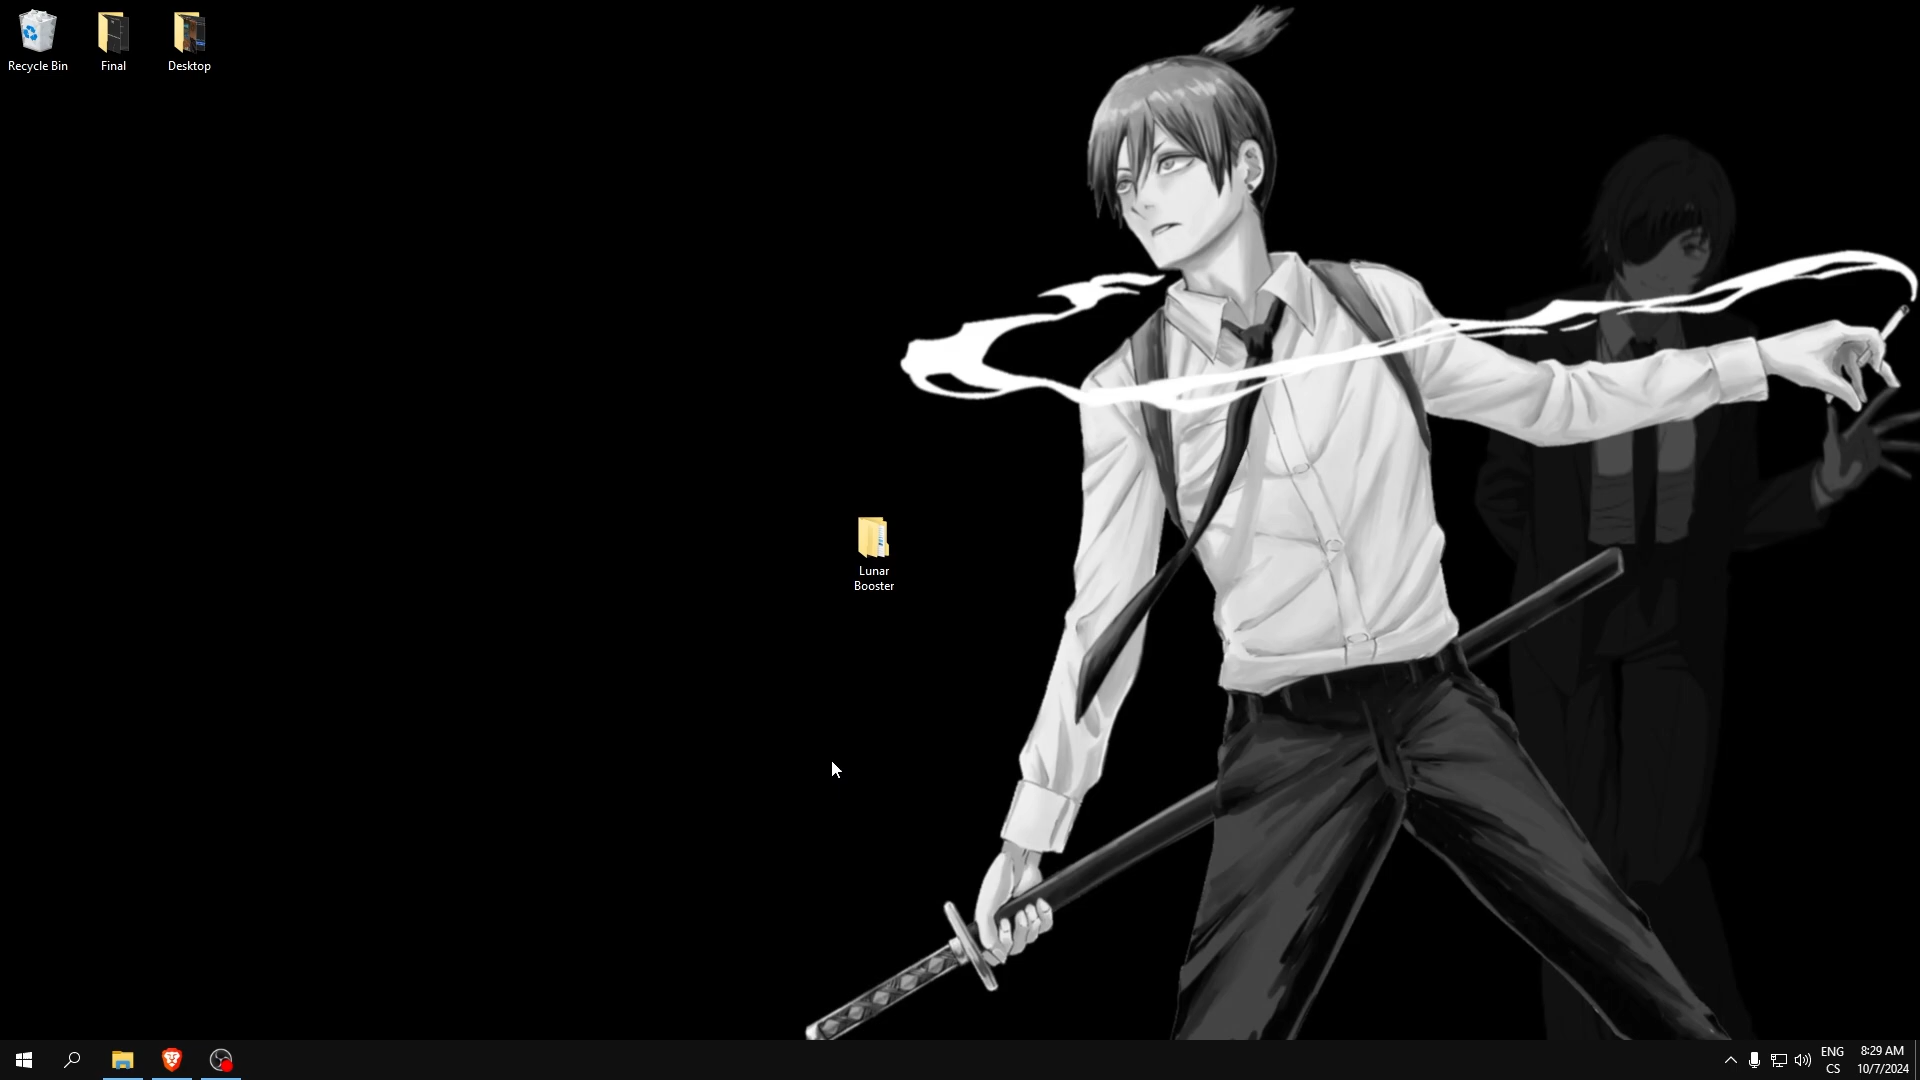 Recycle Bin
Final
Desktop
Lunar
Booster
ENG
CS
8:29 AM
10/7/2024